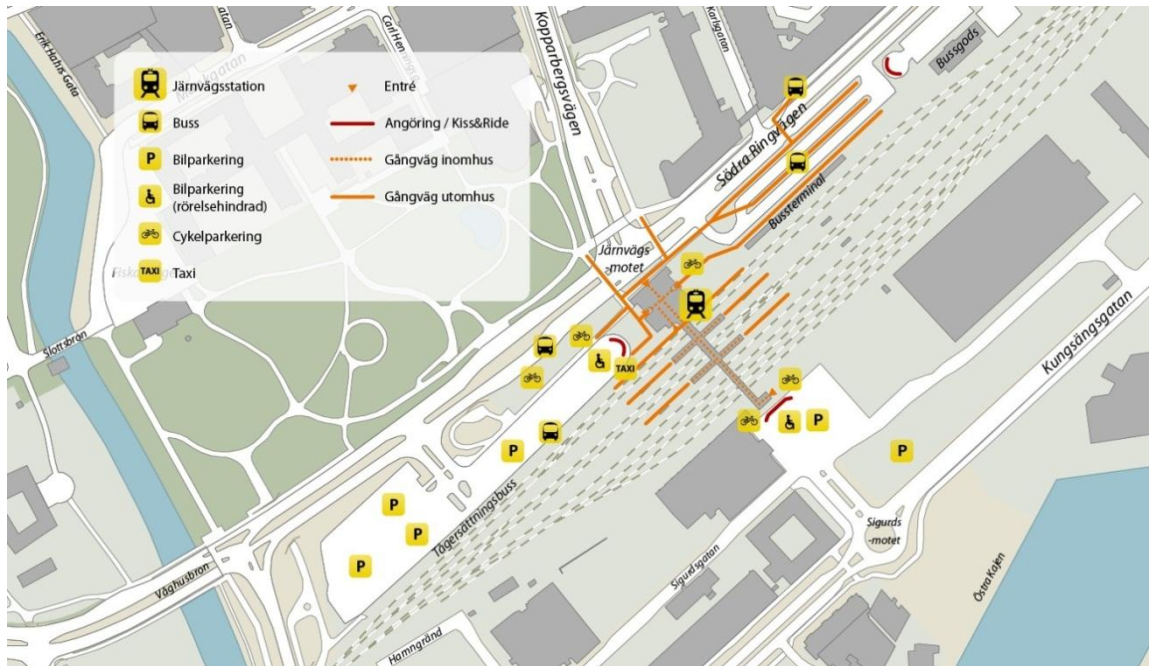 Erik Hahrs Gata
Carl Hen
Kopparbergsvägen
Karlsgatan
Bussgods
Järnvägsstation
Buss
P
Bilparkering
Bilparkering
(rörelsehindrad)
Cykelparkering
TAXI
Taxi
Entré
Angöring / Kiss&Ride
Gångväg inomhus
Gångväg utomhus
Södra Ringvägen
Bussterminal
Järnvägs
-motet
Slottsbron
TAXI
Kungsängsgatan
P
P
P
P
P
P
Tågersättningsbuss
Sigurds
-motet
Östra Kajen
Sigurdsgatan
Våghusbron
Hamngränd